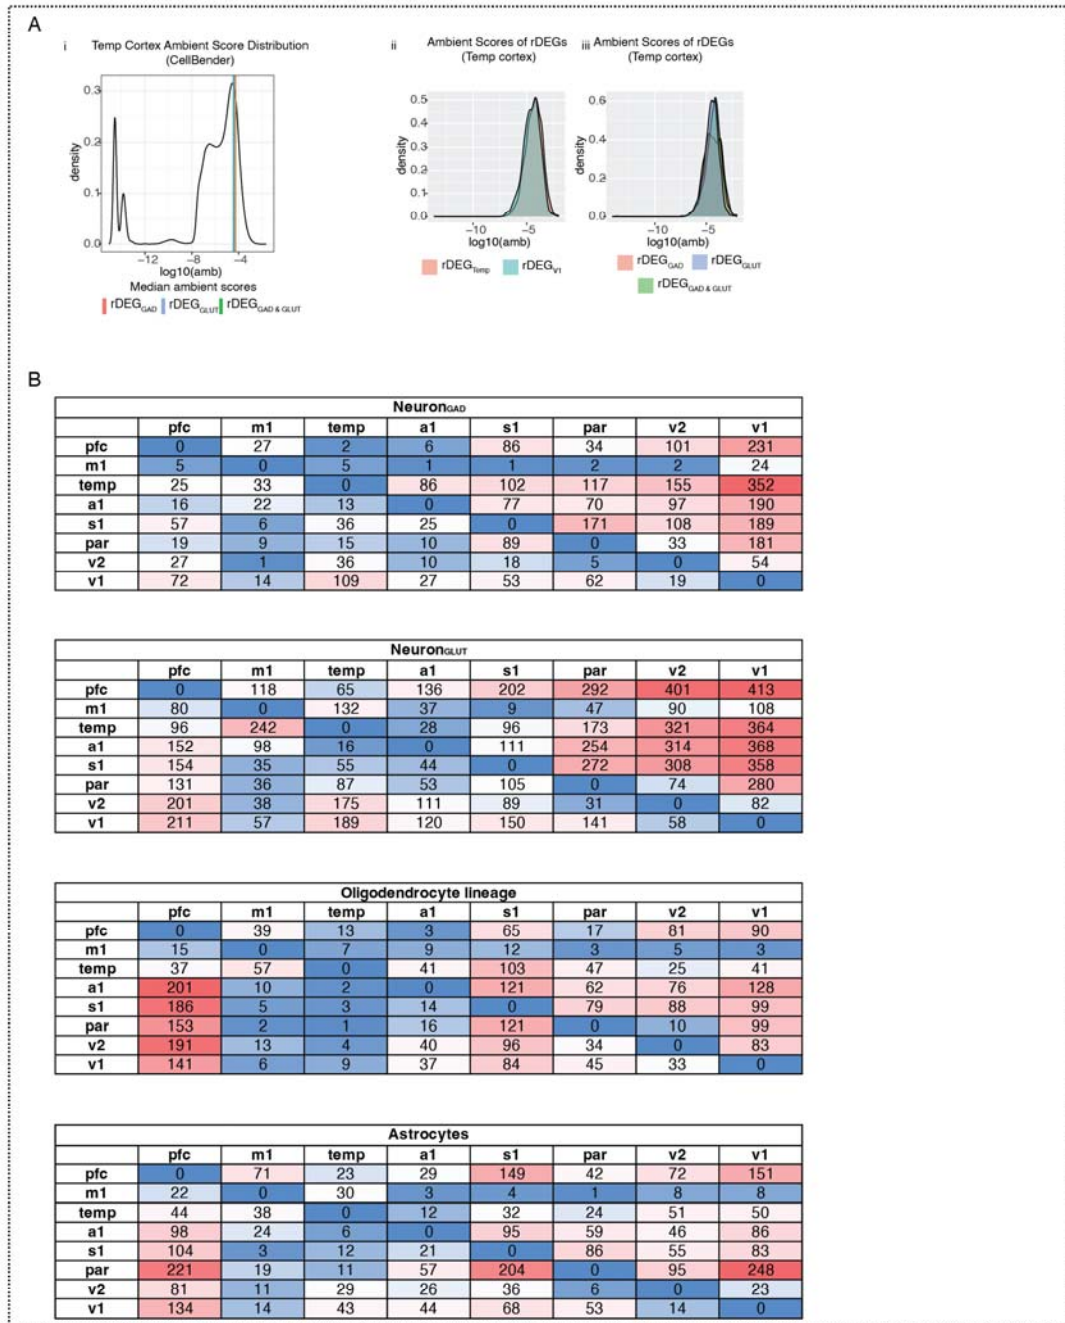 A
i Temp Cortex Ambient Score Distribution
(CellBender)
0.3
0.2
0.1
0.0
density
-12 -8 -4
log10(amb)
Median ambient scores
rDEGGAD rDEGGLUT rDEGGAD & GLUT
ii Ambient Scores of rDEGs
(Temp cortex)
0.5
0.4
0.3
0.2
0.1
0.0
density
-10 -5
log10(amb)
rDEGTemp rDEGV1
iii Ambient Scores of rDEGs
(Temp cortex)
0.6
0.4
0.2
0.0
density
-10 -5
log10(amb)
rDEGGAD rDEGGLUT
rDEGGAD & GLUT
B
NeuronGAD
pfc m1 temp a1 s1 par v2 v1
pfc 0 27 2 6 86 34 101 231
m1 5 0 5 1 1 2 2 24
temp 25 33 0 86 102 117 155 352
a1 16 22 13 0 77 70 97 190
s1 57 6 36 25 0 171 108 189
par 19 9 15 10 89 0 33 181
v2 27 1 36 10 18 5 0 54
v1 72 14 109 27 53 62 19 0
NeuronGLUT
pfc m1 temp a1 s1 par v2 v1
pfc 0 118 65 136 202 292 401 413
m1 80 0 132 37 9 47 90 108
temp 96 242 0 28 96 173 321 364
a1 152 98 16 0 111 254 314 368
s1 154 35 55 44 0 272 308 358
par 131 36 87 53 105 0 74 280
v2 201 38 175 111 89 31 0 82
v1 211 57 189 120 150 141 58 0
Oligodendrocyte lineage
pfc m1 temp a1 s1 par v2 v1
pfc 0 39 13 3 65 17 81 90
m1 15 0 7 9 12 3 5 3
temp 37 57 0 41 103 47 25 41
a1 201 10 2 0 121 62 76 128
s1 186 5 3 14 0 79 88 99
par 153 2 1 16 121 0 10 99
v2 191 13 4 40 96 34 0 83
v1 141 6 9 37 84 45 33 0
Astrocytes
pfc m1 temp a1 s1 par v2 v1
pfc 0 71 23 29 149 42 72 151
m1 22 0 30 3 4 1 8 8
temp 44 38 0 12 32 24 51 50
a1 98 24 6 0 95 59 46 86
s1 104 3 12 21 0 86 55 83
par 221 19 11 57 204 0 95 248
v2 81 11 29 26 36 6 0 23
v1 134 14 43 44 68 53 14 0